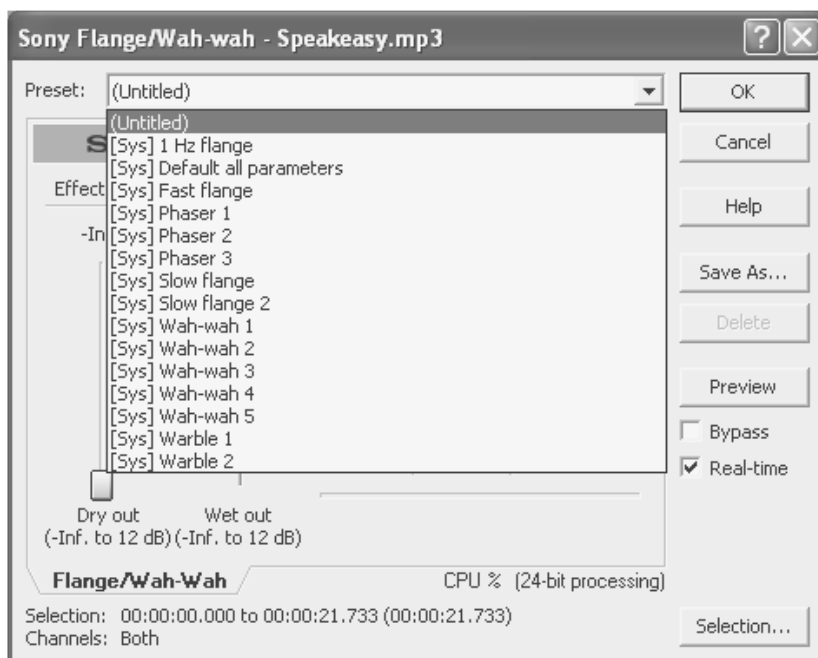 Sony Flange/Wah-wah - Speakeasy.mp3
Preset: (Untitled)
OK
(Untitled)
S
[Sys] 1 Hz flange
Cancel
[Sys] Default all parameters
Effect
[Sys] Fast flange
Help
[Sys] Phaser 1
-In
[Sys] Phaser 2
[Sys] Phaser 3
Save As...
[Sys] Slow flange
[Sys] Slow flange 2
Delete
[Sys] Wah-wah 1
[Sys] Wah-wah 2
[Sys] Wah-wah 3
Preview
[Sys] Wah-wah 4
[Sys] Wah-wah 5
Bypass
[Sys] Warble 1
[Sys] Warble 2
Real-time
Dry out Wet out
(-Inf. to 12 dB) (-Inf. to 12 dB)
Flange/Wah-Wah
CPU % (24-bit processing)
Selection: 00:00:00.000 to 00:00:21.733 (00:00:21.733)
Channels: Both
Selection...